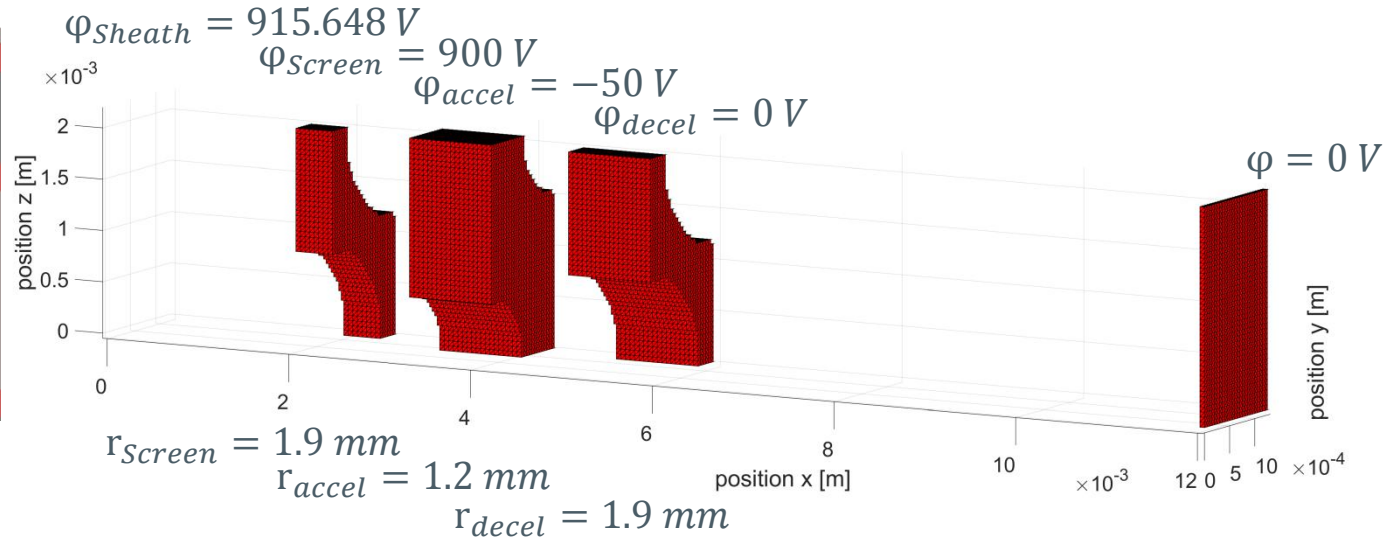 φ_Sheath = 915.648 V
φ_Screen = 900 V
φ_accel = −50 V
φ_decel = 0 V
φ = 0 V
×10⁻³
2
1.5
1
0.5
0
position z [m]
0
2
4
6
8
10
12
position x [m]
×10⁻³
0 5 10 ×10⁻⁴
position y [m]
r_Screen = 1.9 mm
r_accel = 1.2 mm
r_decel = 1.9 mm